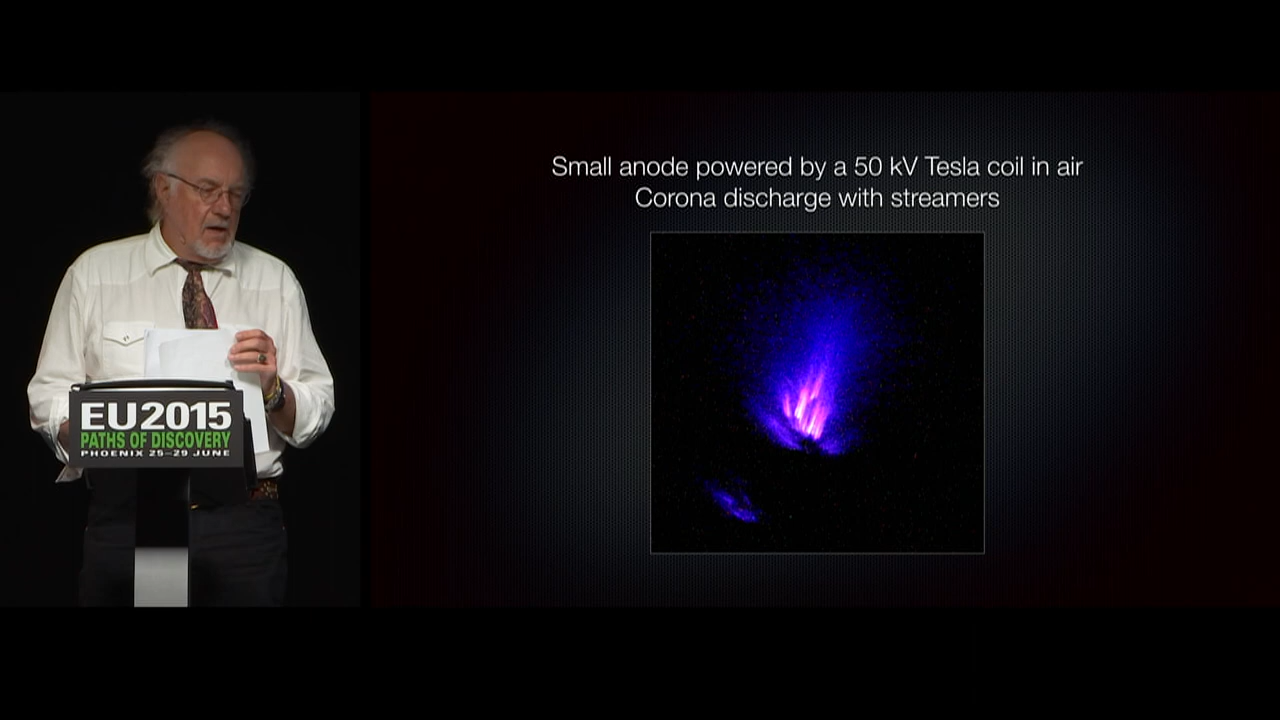 Small anode powered by a 50 kV Tesla coil in air
Corona discharge with streamers
EU2015
PATHS OF DISCOVERY
PHOENIX 25–29 JUNE